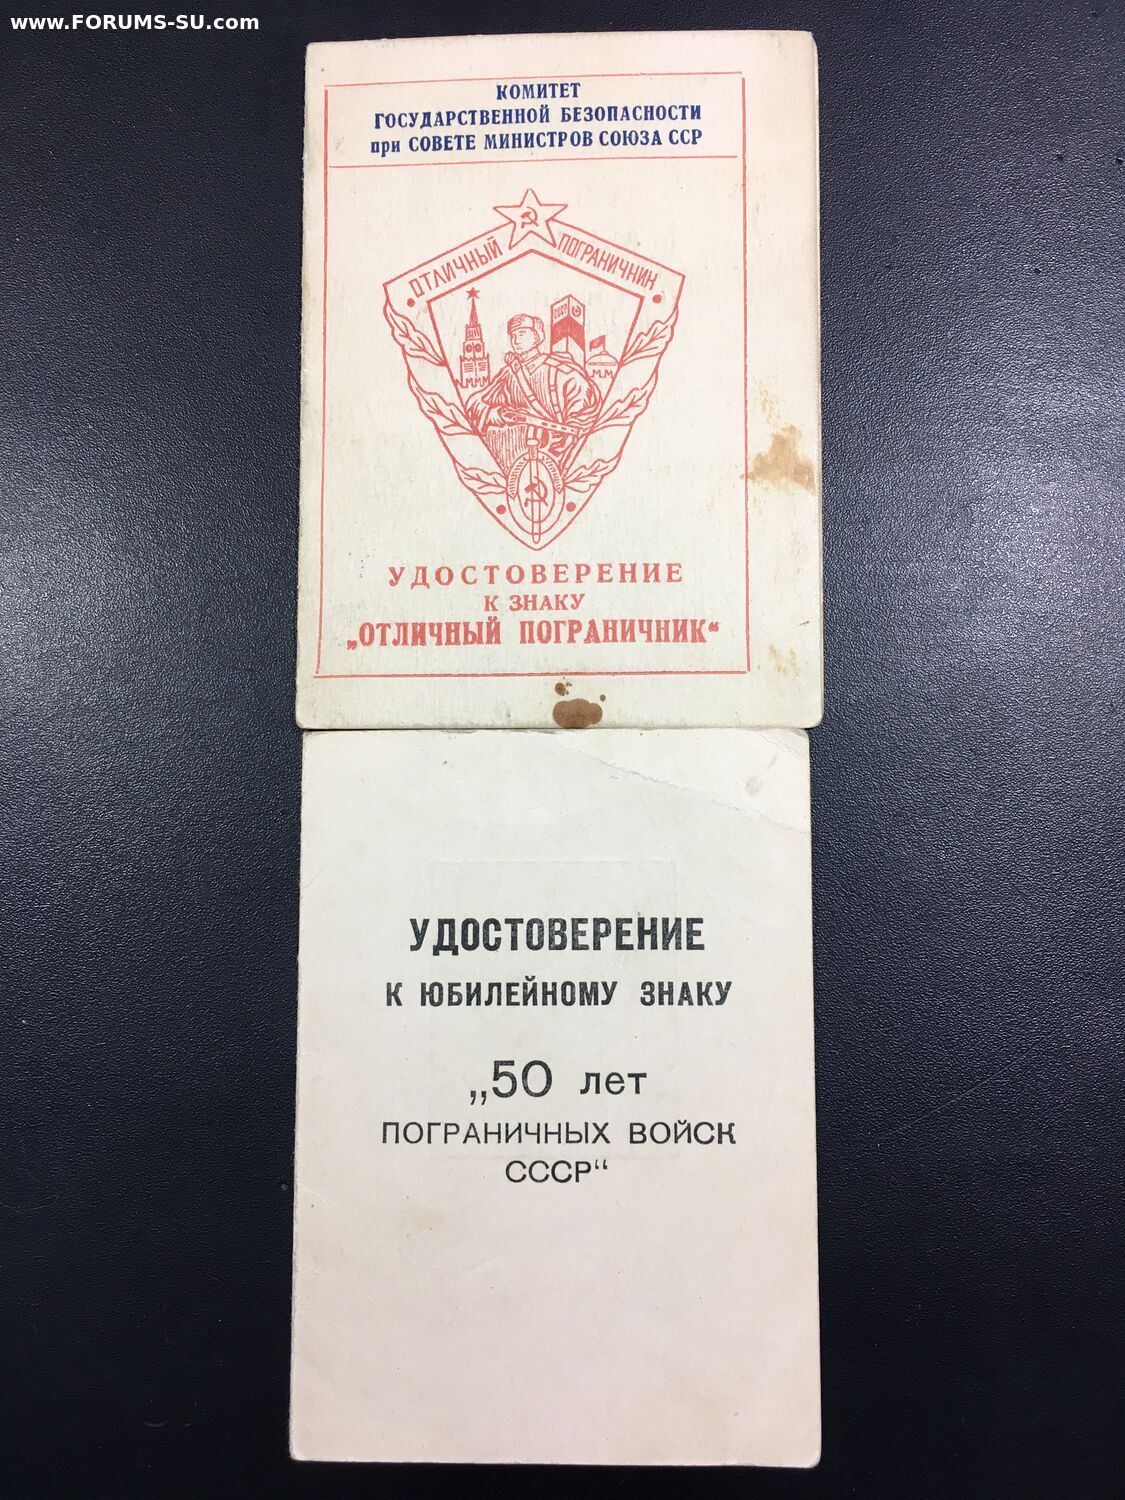 www.FORUMS-SU.com
КОМИТЕТ
ГОСУДАРСТВЕННОЙ БЕЗОПАСНОСТИ
при СОВЕТЕ МИНИСТРОВ СОЮЗА ССР
ОТЛИЧНЫЙ ПОГРАНИЧНИК
СССР
УДОСТОВЕРЕНИЕ
К ЗНАКУ
„ОТЛИЧНЫЙ ПОГРАНИЧНИК“
УДОСТОВЕРЕНИЕ
К ЮБИЛЕЙНОМУ ЗНАКУ
„50 лет
ПОГРАНИЧНЫХ ВОЙСК
СССР“